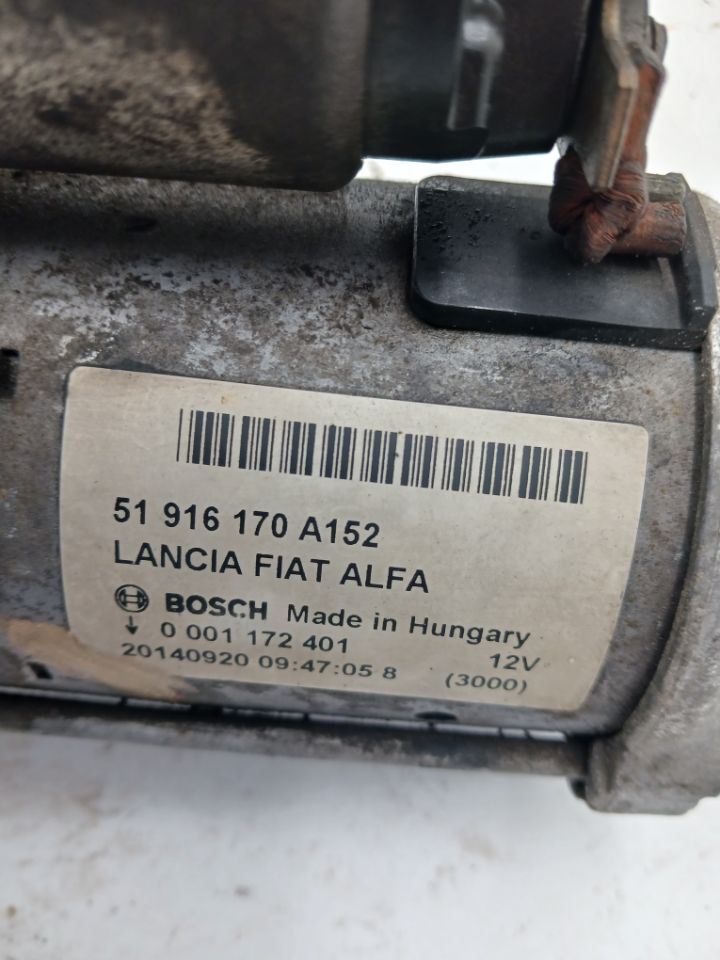 51 916 170 A152
LANCIA FIAT ALFA
BOSCH Made in Hungary
0 001 172 401 12V
20140920 09:47:05 8 (3000)